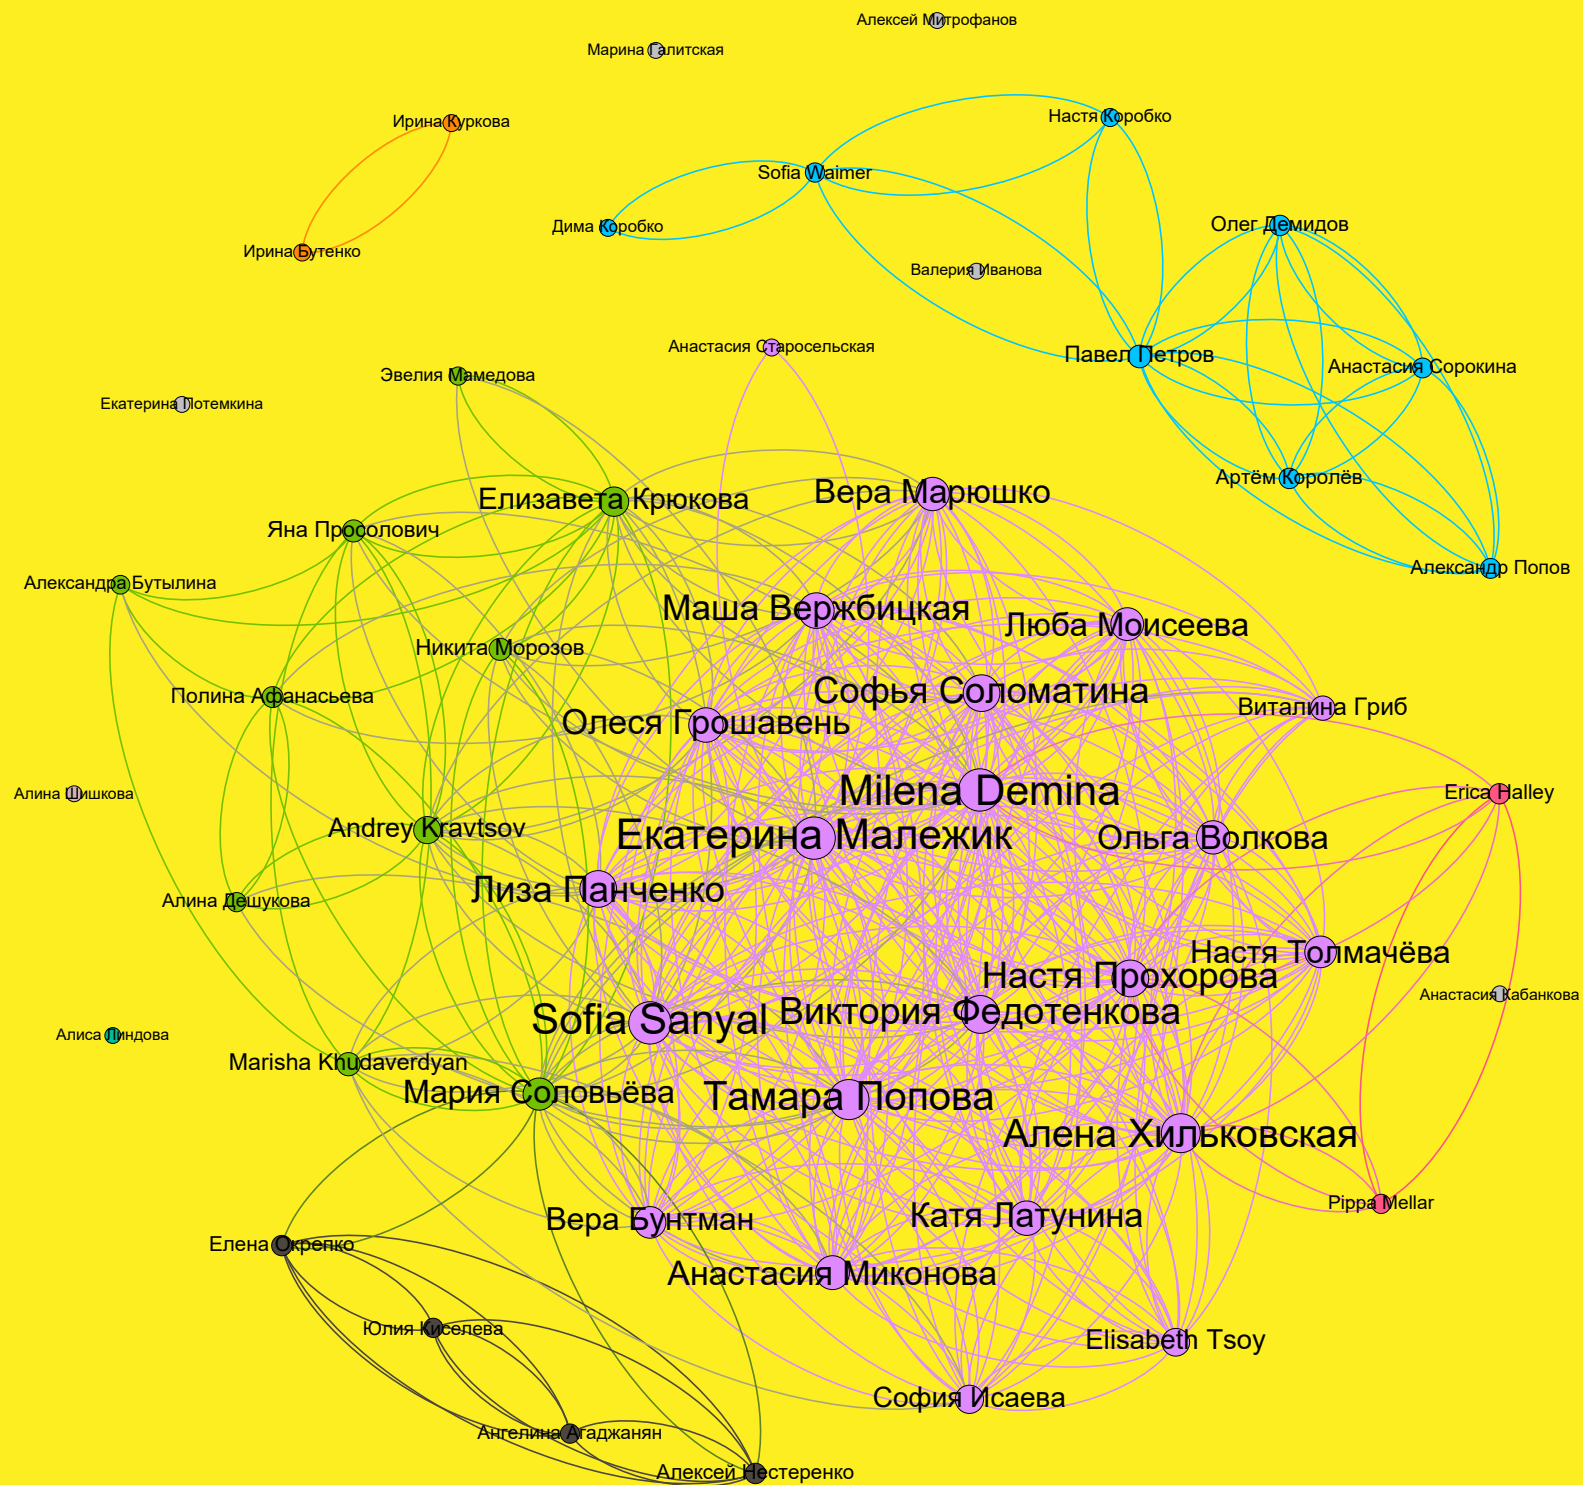 Алексей Митрофанов
Марина Галитская
Настя Коробко
Ирина Куркова
Sofia Waimer
Олег Демидов
Дима Коробко
Ирина Бутенко
Валерия Иванова
Анастасия Старосельская
Павел Петров
Анастасия Сорокина
Эвелия Мамедова
Екатерина Потемкина
Артём Королёв
Вера Марюшко
Елизавета Крюкова
Яна Просолович
Александр Попов
Александра Бутылина
Маша Вержбицкая
Люба Моисеева
Никита Морозов
Софья Соломатина
Полина Афанасьева
Виталина Гриб
Олеся Грошавень
Milena Demina
Erica Halley
Алина Шишкова
Andrey Kravtsov
Екатерина Малежик
Ольга Волкова
Лиза Панченко
Алина Дешукова
Настя Толмачёва
Настя Прохорова
Анастасия Кабанкова
Виктория Федотенкова
Sofia Sanyal
Алиса Линдова
Marisha Khudaverdyan
Мария Соловьёва
Тамара Попова
Алена Хильковская
Pippa Mellar
Вера Бунтман
Катя Латунина
Елена Окрепко
Анастасия Миконова
Юлия Киселева
Elisabeth Tsoy
София Исаева
Ангелина Агаджанян
Алексей Нестеренко